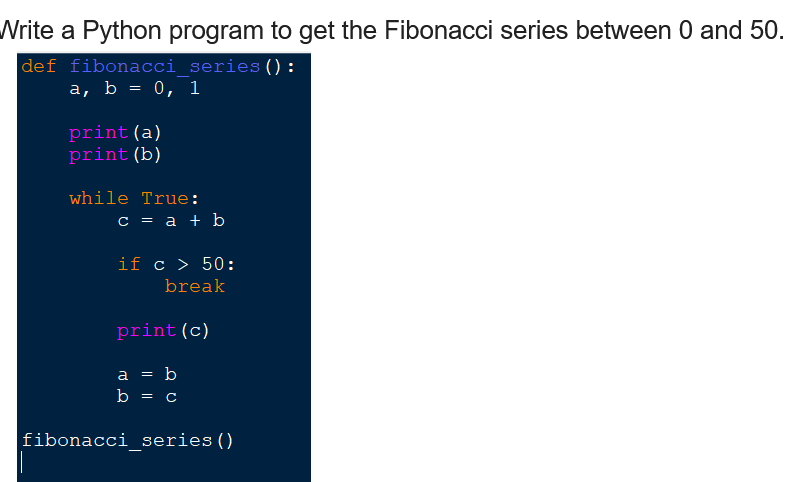 Write a Python program to get the Fibonacci series between 0 and 50.
def fibonacci_series():
    a, b = 0, 1
    print(a)
    print(b)
    while True:
        c = a + b
        if c > 50:
            break
        print(c)
        a = b
        b = c
fibonacci_series()